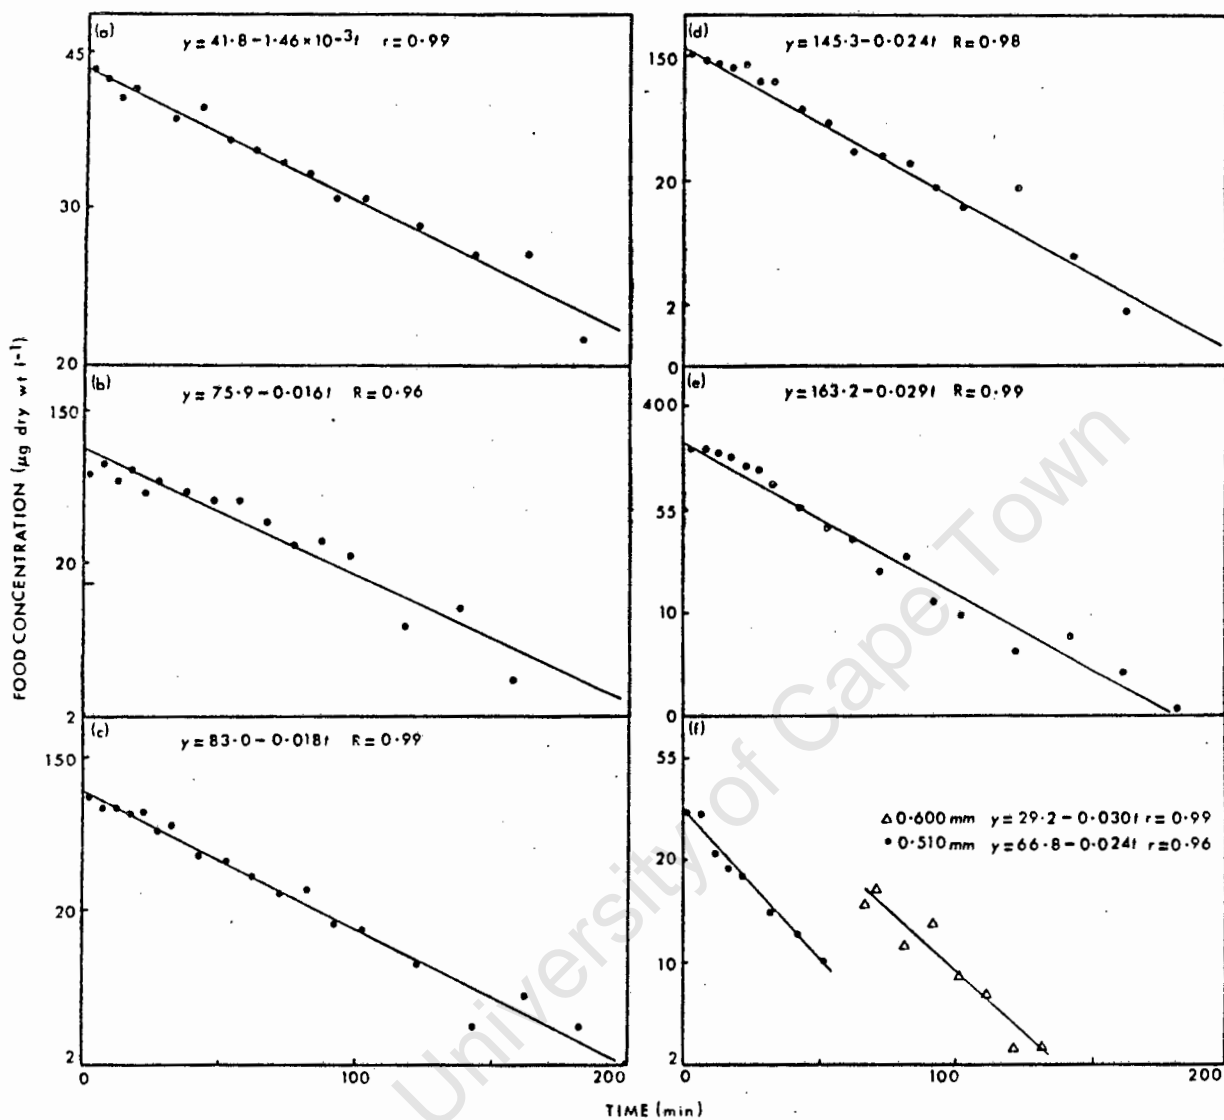 (a) y=41·8−1·46×10−3t r=0·99
45
30
20
(b) y=75·9−0·016t R=0·96
150
20
2
(c) y=83·0−0·018t R=0·99
150
20
2
0 100 200
(d) y=145·3−0·024t R=0·98
150
20
2
0
(e) y=163·2−0·029t R=0·99
400
55
10
0
(f)
55
△ 0·600mm y=29·2−0·030t r=0·99
• 0·510mm y=66·8−0·024t r=0·96
20
10
2
0 100 200
FOOD CONCENTRATION (µg dry wt l−1)
TIME (min)
University of Cape Town